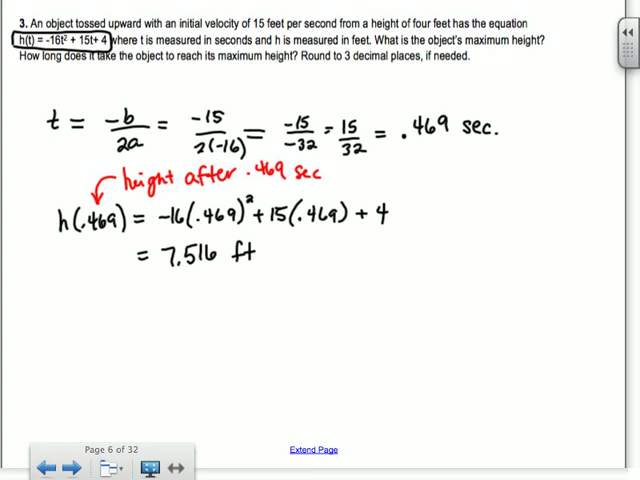 3. An object tossed upward with an initial velocity of 15 feet per second from a height of four feet has the equation
h(t) = -16t² + 15t+ 4 where t is measured in seconds and h is measured in feet. What is the object's maximum height?
How long does it take the object to reach its maximum height? Round to 3 decimal places, if needed.
t = -b/2a = -15/2(-16) = -15/-32 = 15/32 = .469 sec.
height after .469 sec
h(.469) = -16(.469)² + 15(.469) + 4
= 7.516 ft
Page 6 of 32
Extend Page